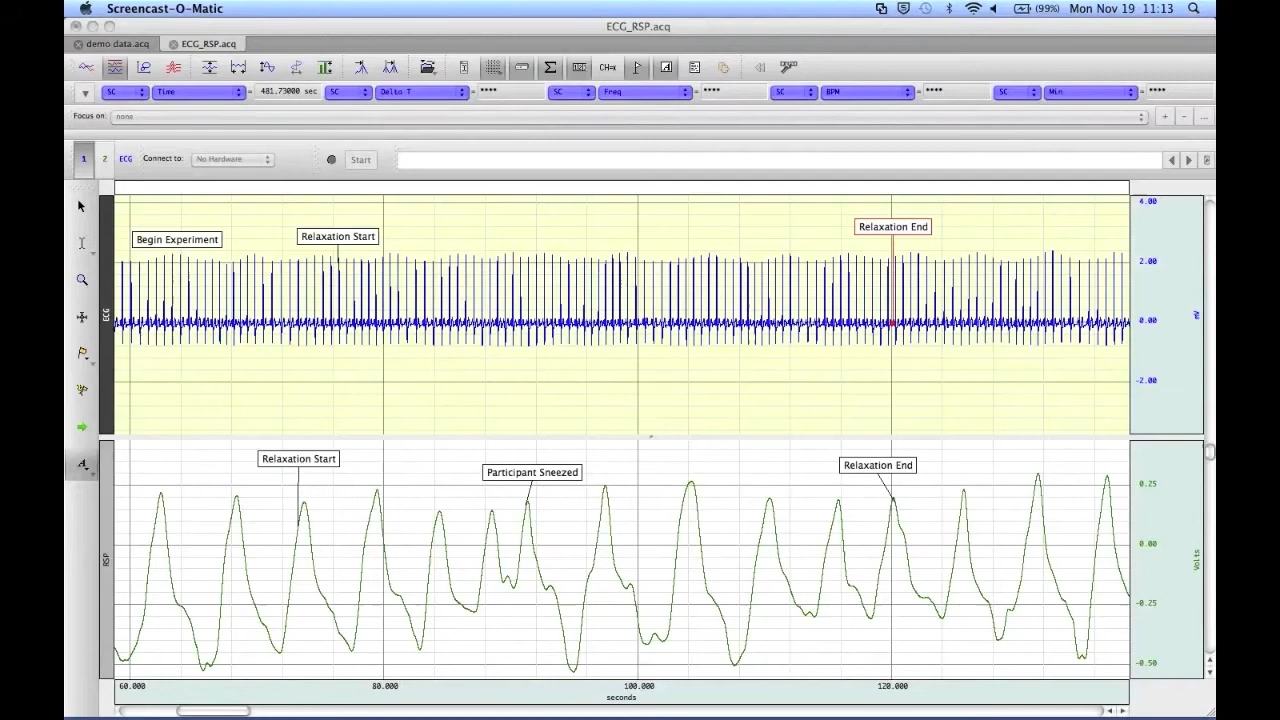 Screencast-O-Matic (99%) Mon Nov 19 11:13
ECG_RSP.acq
demo data.acq ECG_RSP.acq
SC Time = 481.73000 sec SC Delta T = **** SC Freq = **** SC BPM = **** SC Min = ****
Focus on: none + - ...
1 2 ECG Connect to: No Hardware Start
4.00
Relaxation End
Relaxation Start
Begin Experiment
2.00
ECG
0.00
mV
-2.00
Relaxation Start
Relaxation End
Participant Sneezed
0.25
0.00
RSP
Volts
-0.25
-0.50
60.000 80.000 100.000 120.000
seconds